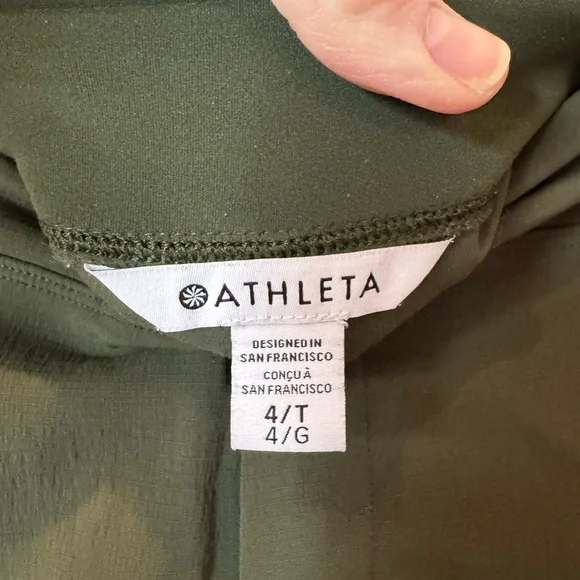 ATHLETA
DESIGNED IN
SAN FRANCISCO
CONÇU À
SAN FRANCISCO
4/T
4/G